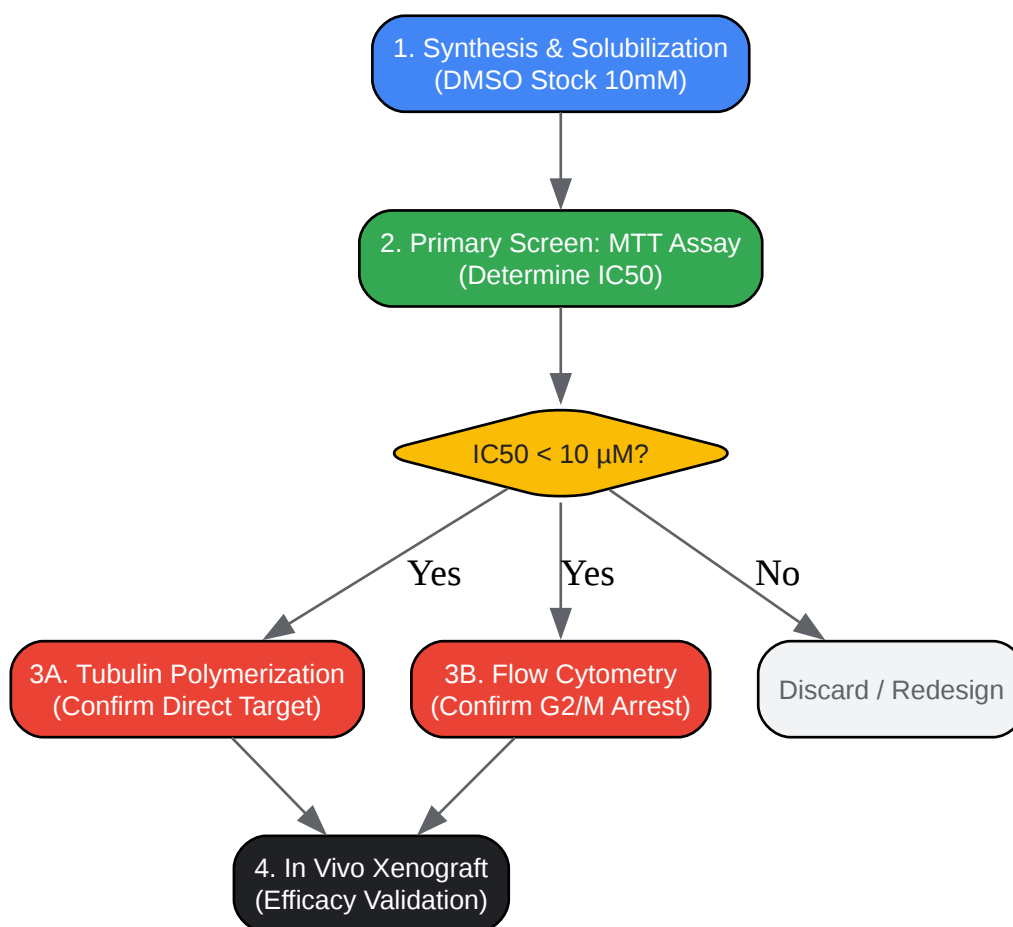 1. Synthesis & Solubilization
(DMSO Stock 10mM)
2. Primary Screen: MTT Assay
(Determine IC50)
IC50 < 10 µM?
Yes
Yes
No
3A. Tubulin Polymerization
(Confirm Direct Target)
3B. Flow Cytometry
(Confirm G2/M Arrest)
Discard / Redesign
4. In Vivo Xenograft
(Efficacy Validation)